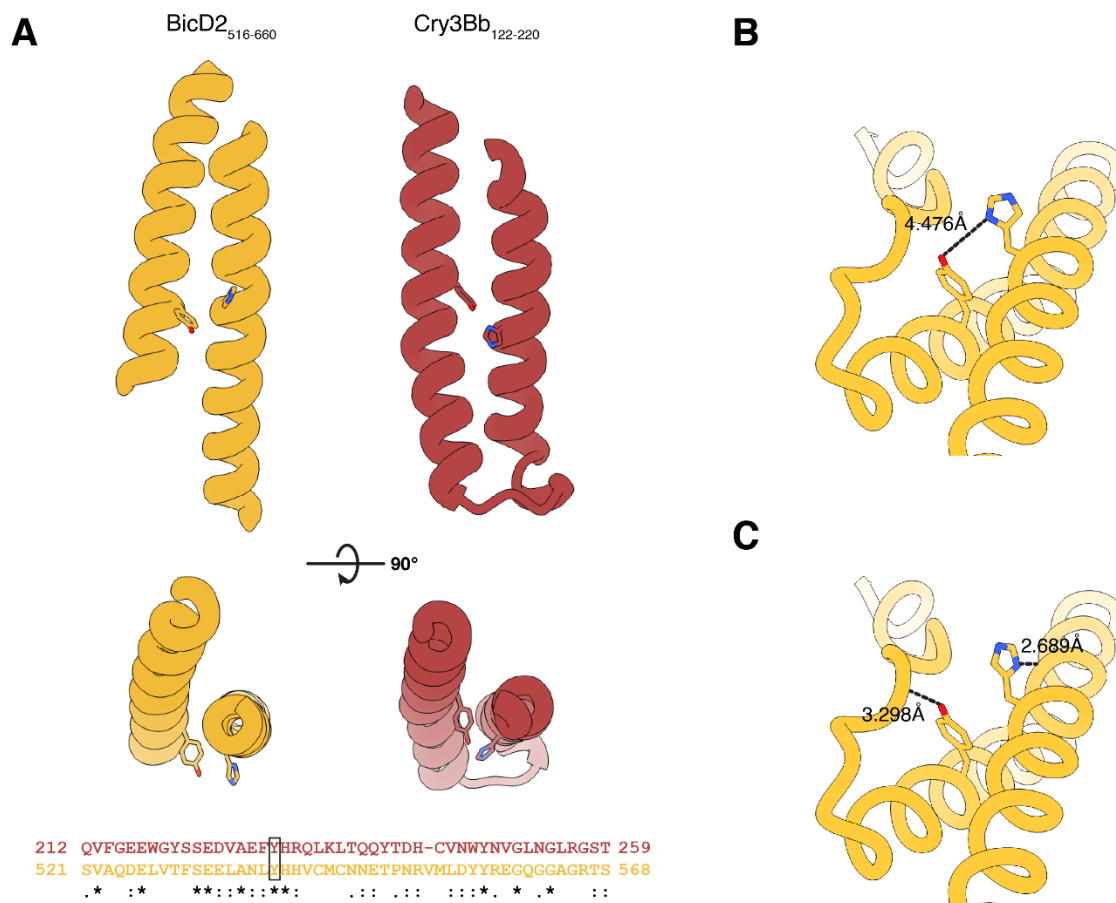 A
BicD2516-660
Cry3Bb122-220
B
4.476Å
90°
C
2.689Å
3.298Å
212 QVFGEEWGYSSEDVAEFYHRQLKLTQQYTDH-CVNWYNVGLNGLRGST 259
521 SVAQDELVTFSEELANLYHHVCMCNNETPNRVMLDYYREGQGGAGRTS 568
.* :* **:*::** : .:.:: :::*. * .* ::